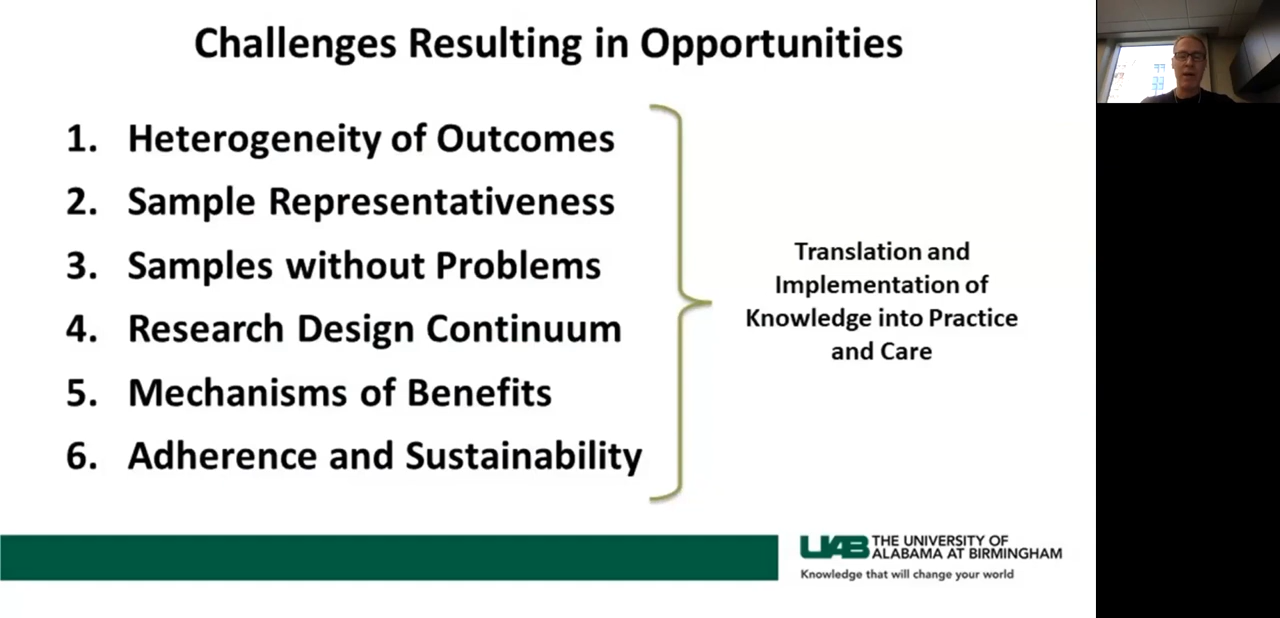 Challenges Resulting in Opportunities
1. Heterogeneity of Outcomes
2. Sample Representativeness
3. Samples without Problems
4. Research Design Continuum
5. Mechanisms of Benefits
6. Adherence and Sustainability
Translation and
Implementation of
Knowledge into Practice
and Care
UAB THE UNIVERSITY OF
ALABAMA AT BIRMINGHAM
Knowledge that will change your world